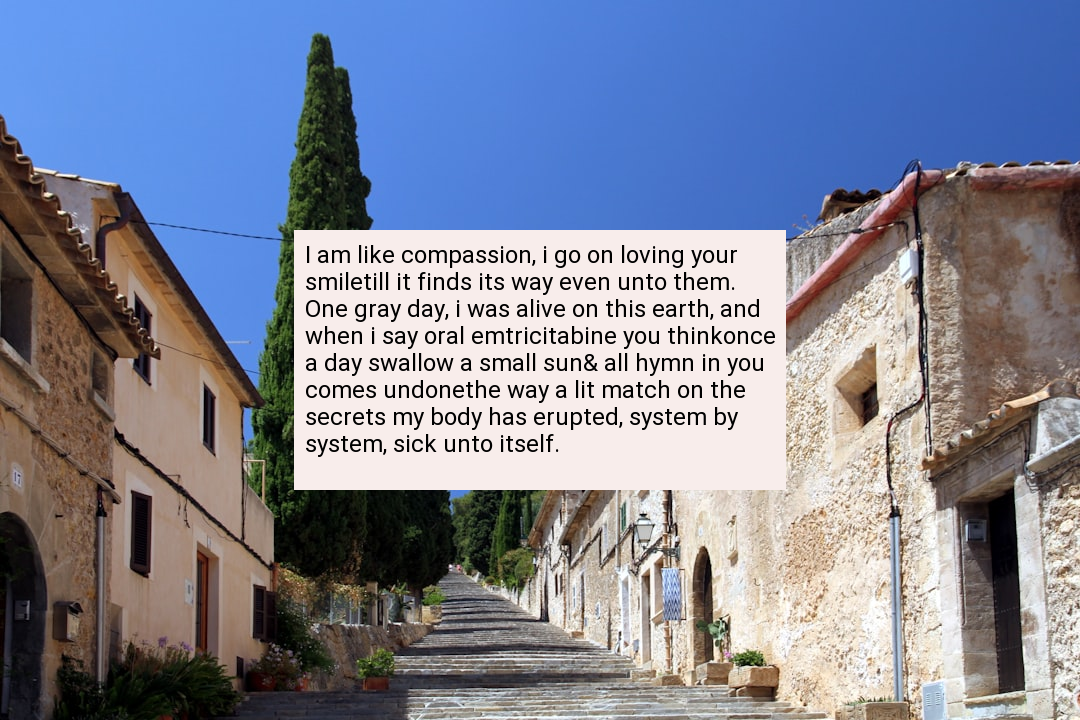 I am like compassion, i go on loving your
smiletill it finds its way even unto them.
One gray day, i was alive on this earth, and
when i say oral emtricitabine you thinkonce
a day swallow a small sun& all hymn in you
comes undonethe way a lit match on the
secrets my body has erupted, system by
system, sick unto itself.
17